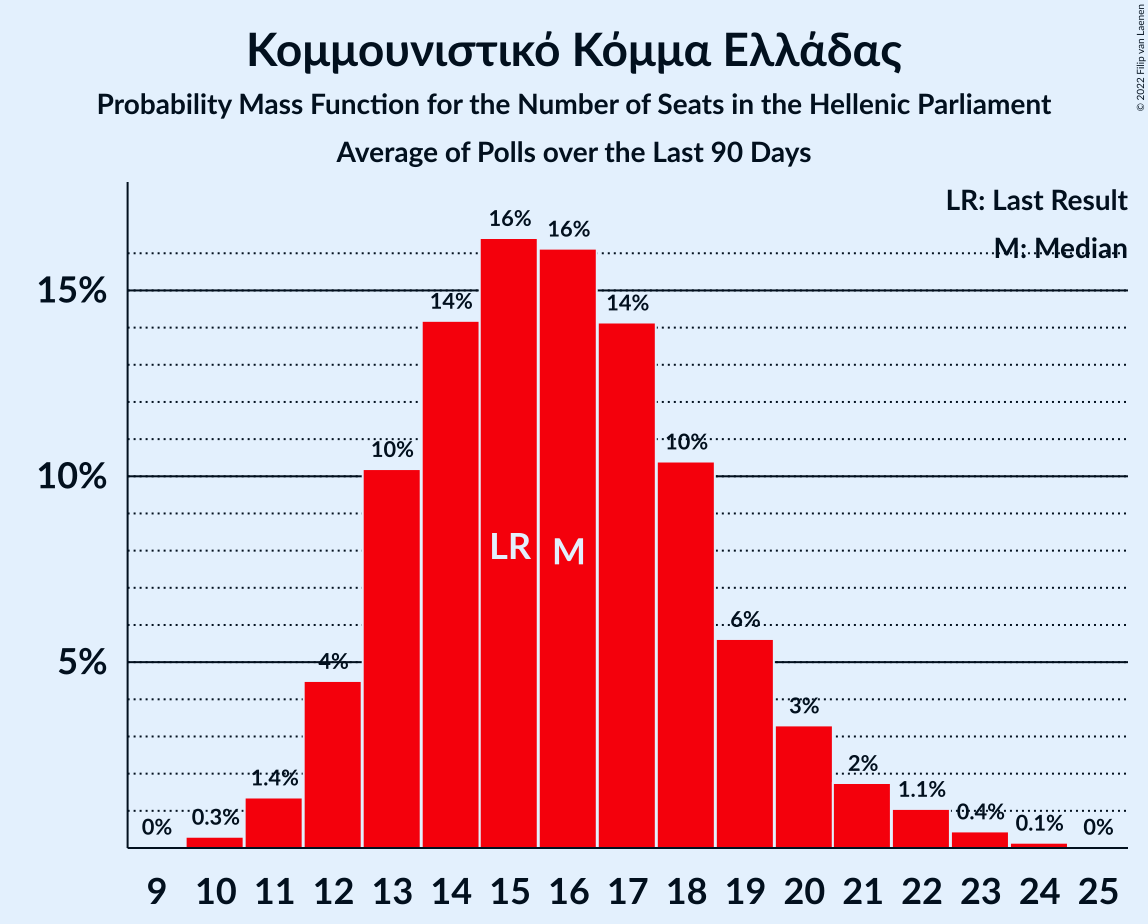 Κομμουνιστικό Κόμμα Ελλάδας
Probability Mass Function for the Number of Seats in the Hellenic Parliament
Average of Polls over the Last 90 Days
© 2022 Filip van Laenen
LR: Last Result
M: Median
15%
10%
5%
0%
0.3%
1.4%
4%
10%
14%
16%
16%
14%
10%
6%
3%
2%
1.1%
0.4%
0.1%
0%
LR
M
9 10 11 12 13 14 15 16 17 18 19 20 21 22 23 24 25